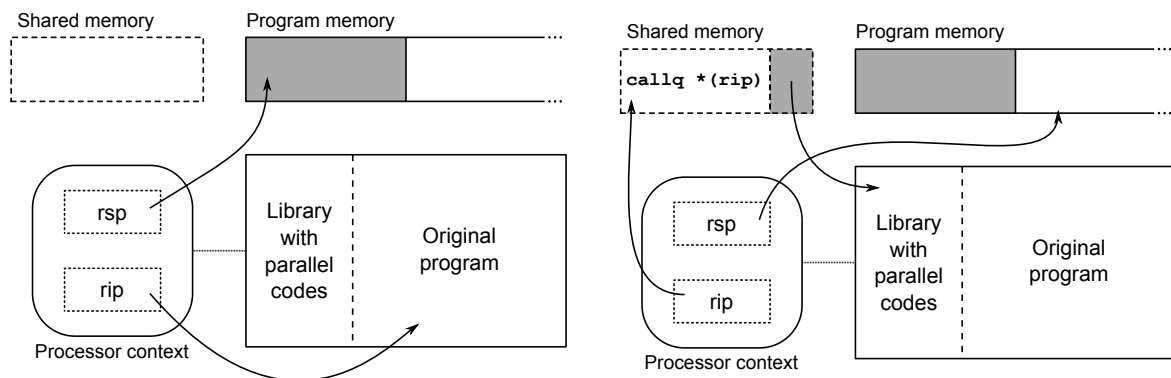 Shared memory
Program memory
...
...
rsp
rip
Library
with
parallel
codes
Original
program
Processor context
Shared memory
Program memory
callq *(rip)
...
...
rsp
rip
Library
with
parallel
codes
Original
program
Processor context